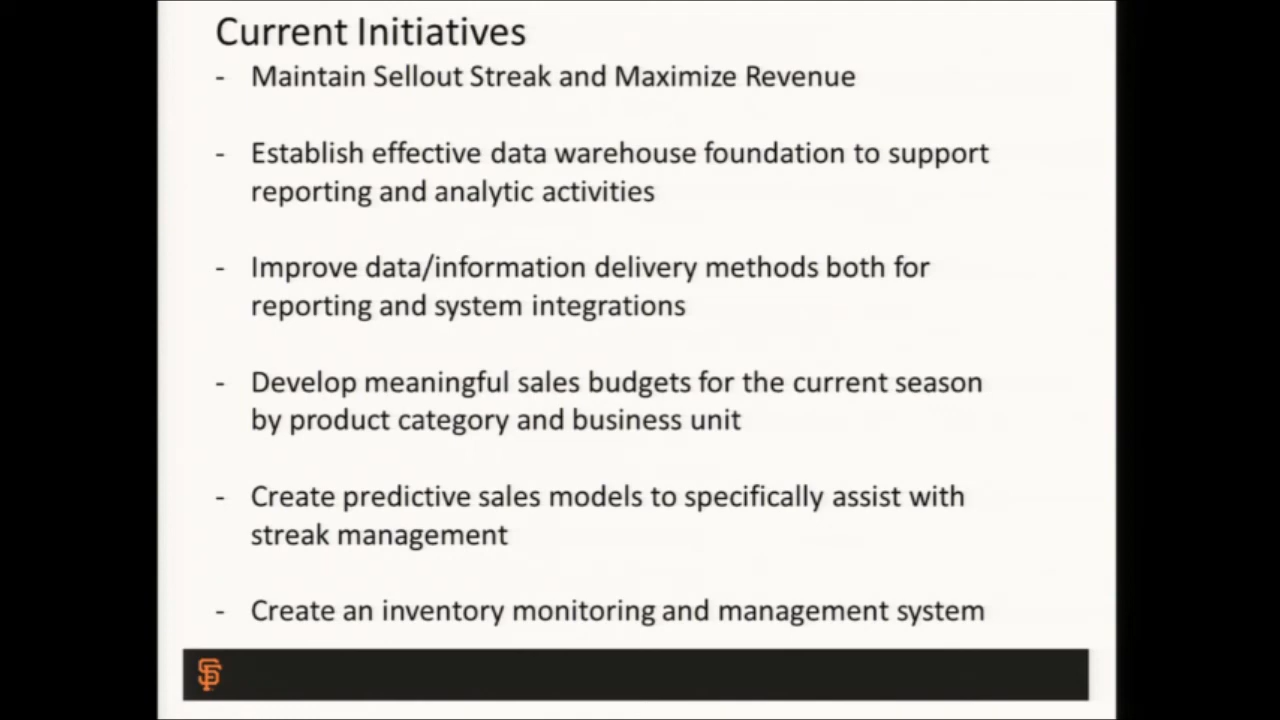 Current Initiatives
- Maintain Sellout Streak and Maximize Revenue
- Establish effective data warehouse foundation to support
reporting and analytic activities
- Improve data/information delivery methods both for
reporting and system integrations
- Develop meaningful sales budgets for the current season
by product category and business unit
- Create predictive sales models to specifically assist with
streak management
- Create an inventory monitoring and management system
SF